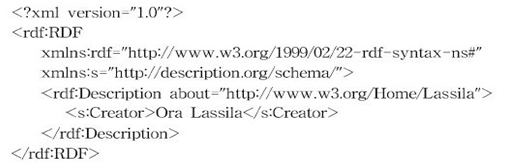 <?xml version="1.0"?>
<rdf:RDF
xmlns:rdf="http://www.w3.org/1999/02/22-rdf-syntax-ns#"
xmlns:s="http://description.org/schema/">
<rdf:Description about="http://www.w3.org/Home/Lassila">
<s:Creator>Ora Lassila</s:Creator>
</rdf:Description>
</rdf:RDF>